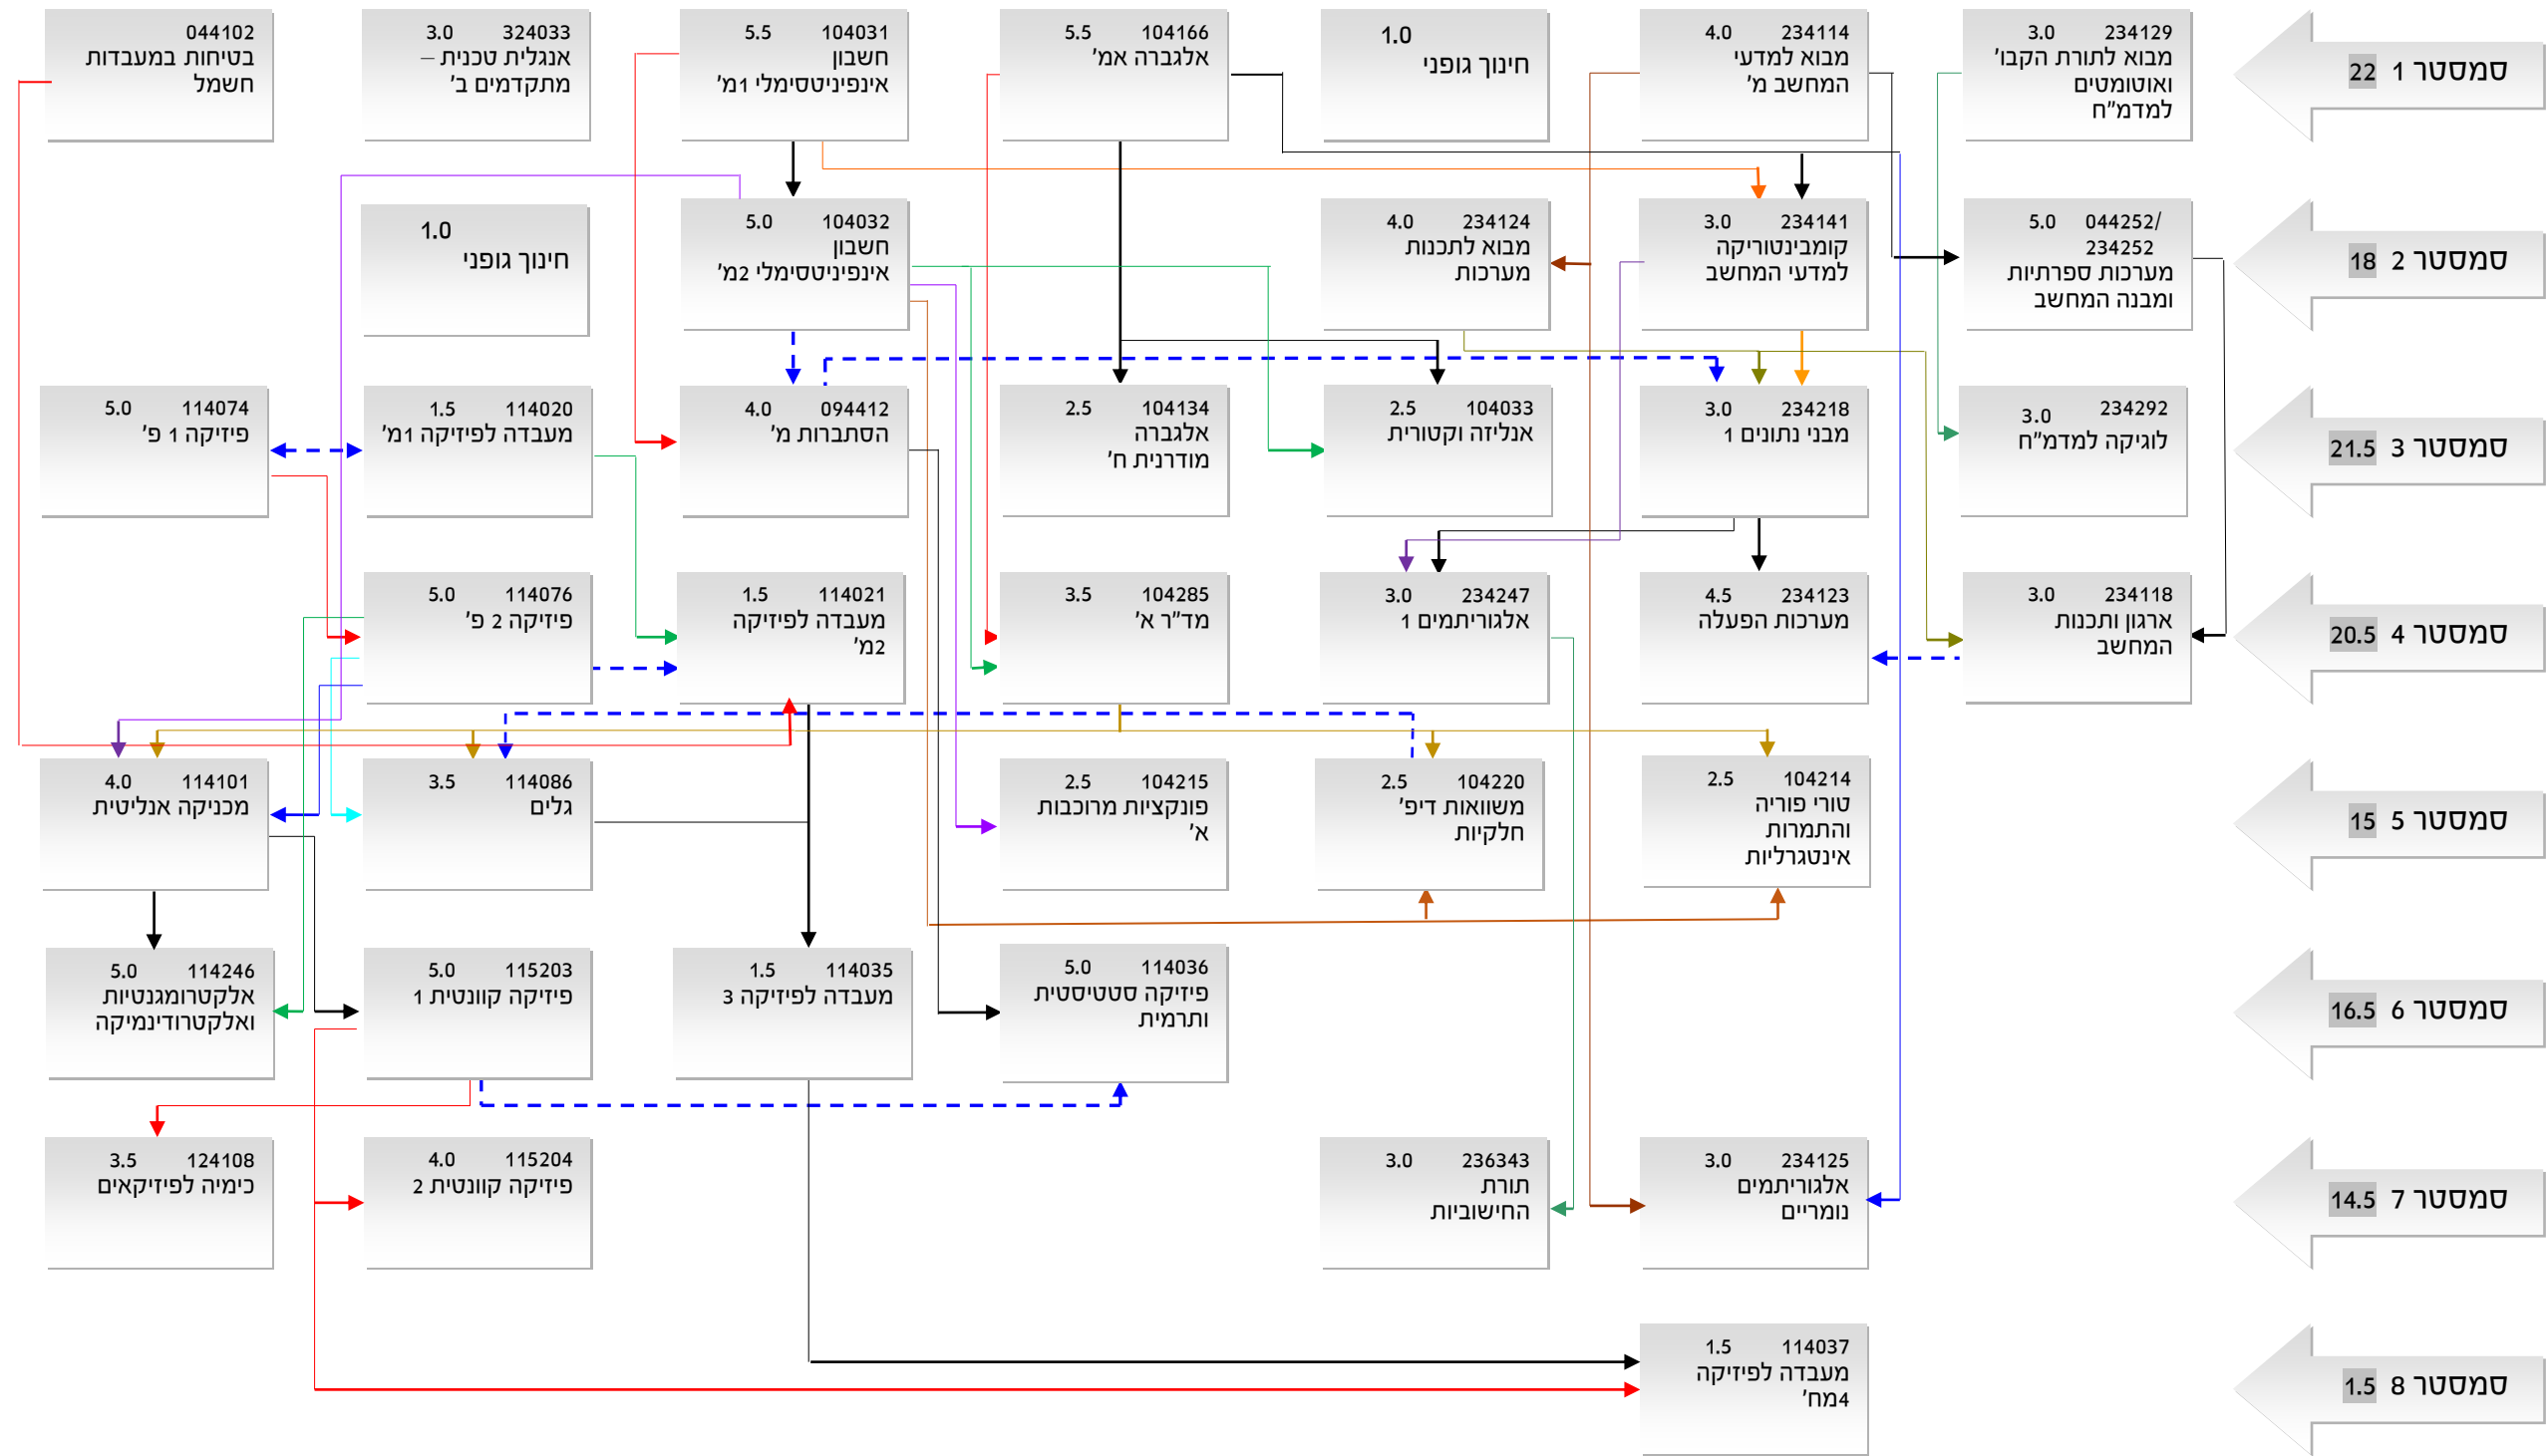 סמסטר 1 22
234129 3.0
מבוא לתורת הקבו'
ואוטומטים
למדמ"ח
234114 4.0
מבוא למדעי
המחשב מ'
1.0
חינוך גופני
104166 5.5
אלגברה אמ'
104031 5.5
חשבון
אינפיניטסימלי 1מ'
324033 3.0
אנגלית טכנית –
מתקדמים ב'
044102
בטיחות במעבדות
חשמל
סמסטר 2 18
044252/ 5.0
234252
מערכות ספרתיות
ומבנה המחשב
234141 3.0
קומבינטוריקה
למדעי המחשב
234124 4.0
מבוא לתכנות
מערכות
104032 5.0
חשבון
אינפיניטסימלי 2מ'
1.0
חינוך גופני
סמסטר 3 21.5
234292 3.0
לוגיקה למדמ"ח
234218 3.0
מבני נתונים 1
104033 2.5
אנליזה וקטורית
104134 2.5
אלגברה
מודרנית ח'
094412 4.0
הסתברות מ'
114020 1.5
מעבדה לפיזיקה 1מ'
114074 5.0
פיזיקה 1 פ'
סמסטר 4 20.5
234118 3.0
ארגון ותכנות
המחשב
234123 4.5
מערכות הפעלה
234247 3.0
אלגוריתמים 1
104285 3.5
מד"ר א'
114021 1.5
מעבדה לפיזיקה
2מ'
114076 5.0
פיזיקה 2 פ'
סמסטר 5 15
104214 2.5
טורי פוריה
והתמרות
אינטגרליות
104220 2.5
משוואות דיפ'
חלקיות
104215 2.5
פונקציות מרוכבות
א'
114086 3.5
גלים
114101 4.0
מכניקה אנליטית
סמסטר 6 16.5
114036 5.0
פיזיקה סטטיסטית
ותרמית
114035 1.5
מעבדה לפיזיקה 3
115203 5.0
פיזיקה קוונטית 1
114246 5.0
אלקטרומגנטיות
ואלקטרודינמיקה
סמסטר 7 14.5
234125 3.0
אלגוריתמים
נומריים
236343 3.0
תורת
החישוביות
115204 4.0
פיזיקה קוונטית 2
124108 3.5
כימיה לפיזיקאים
סמסטר 8 1.5
114037 1.5
מעבדה לפיזיקה
4מח'